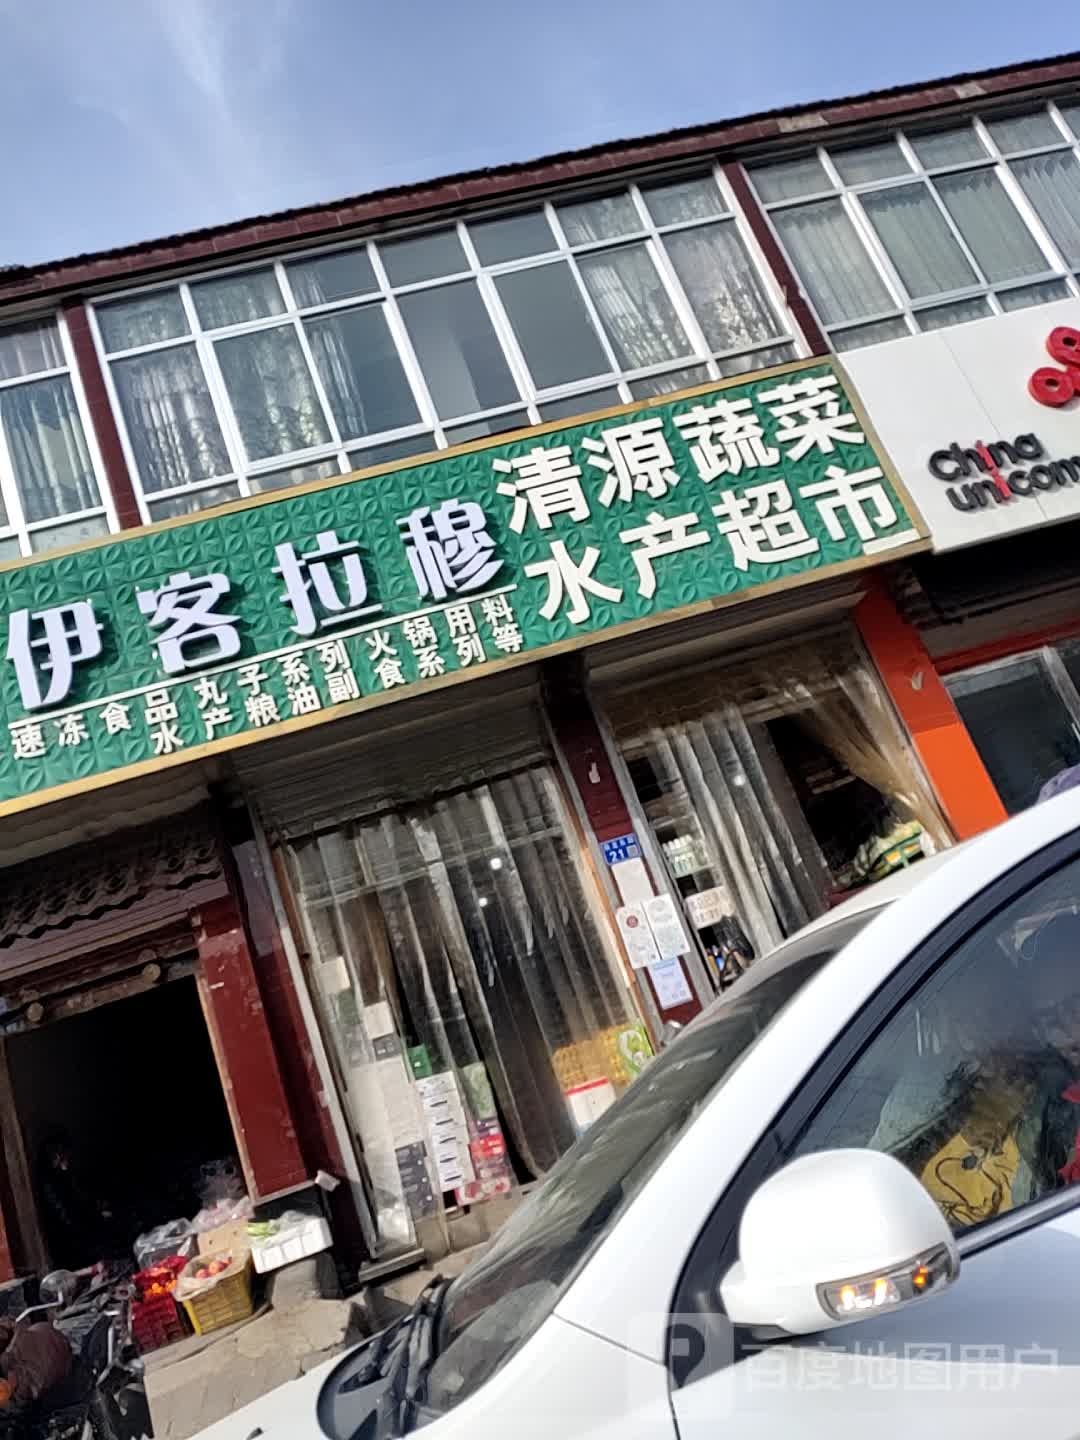 伊客拉穆
清源蔬菜
水产超市
速冻食品丸子系列火锅用料
水产粮油副食系列等
china
unicom
21
百度地图用户